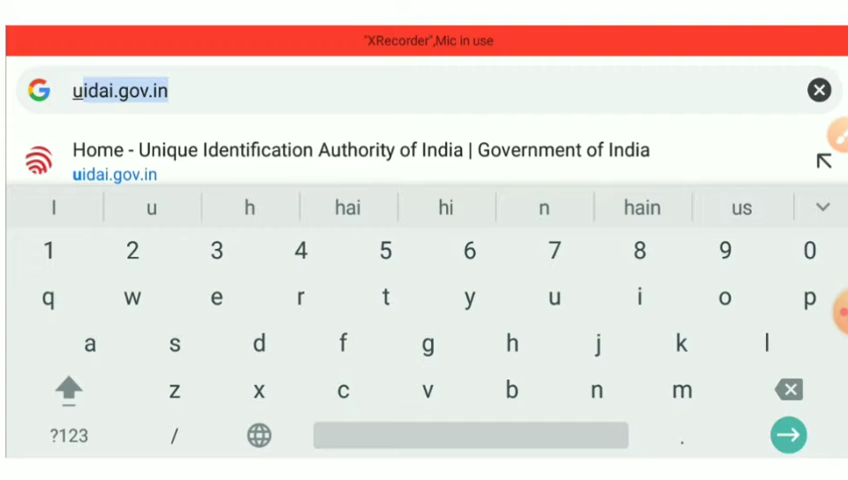 "XRecorder",Mic in use
uidai.gov.in
Home - Unique Identification Authority of India | Government of India
uidai.gov.in
I u h hai hi n hain us
1 2 3 4 5 6 7 8 9 0
q w e r t y u i o p
a s d f g h j k l
z x c v b n m
?123 / .